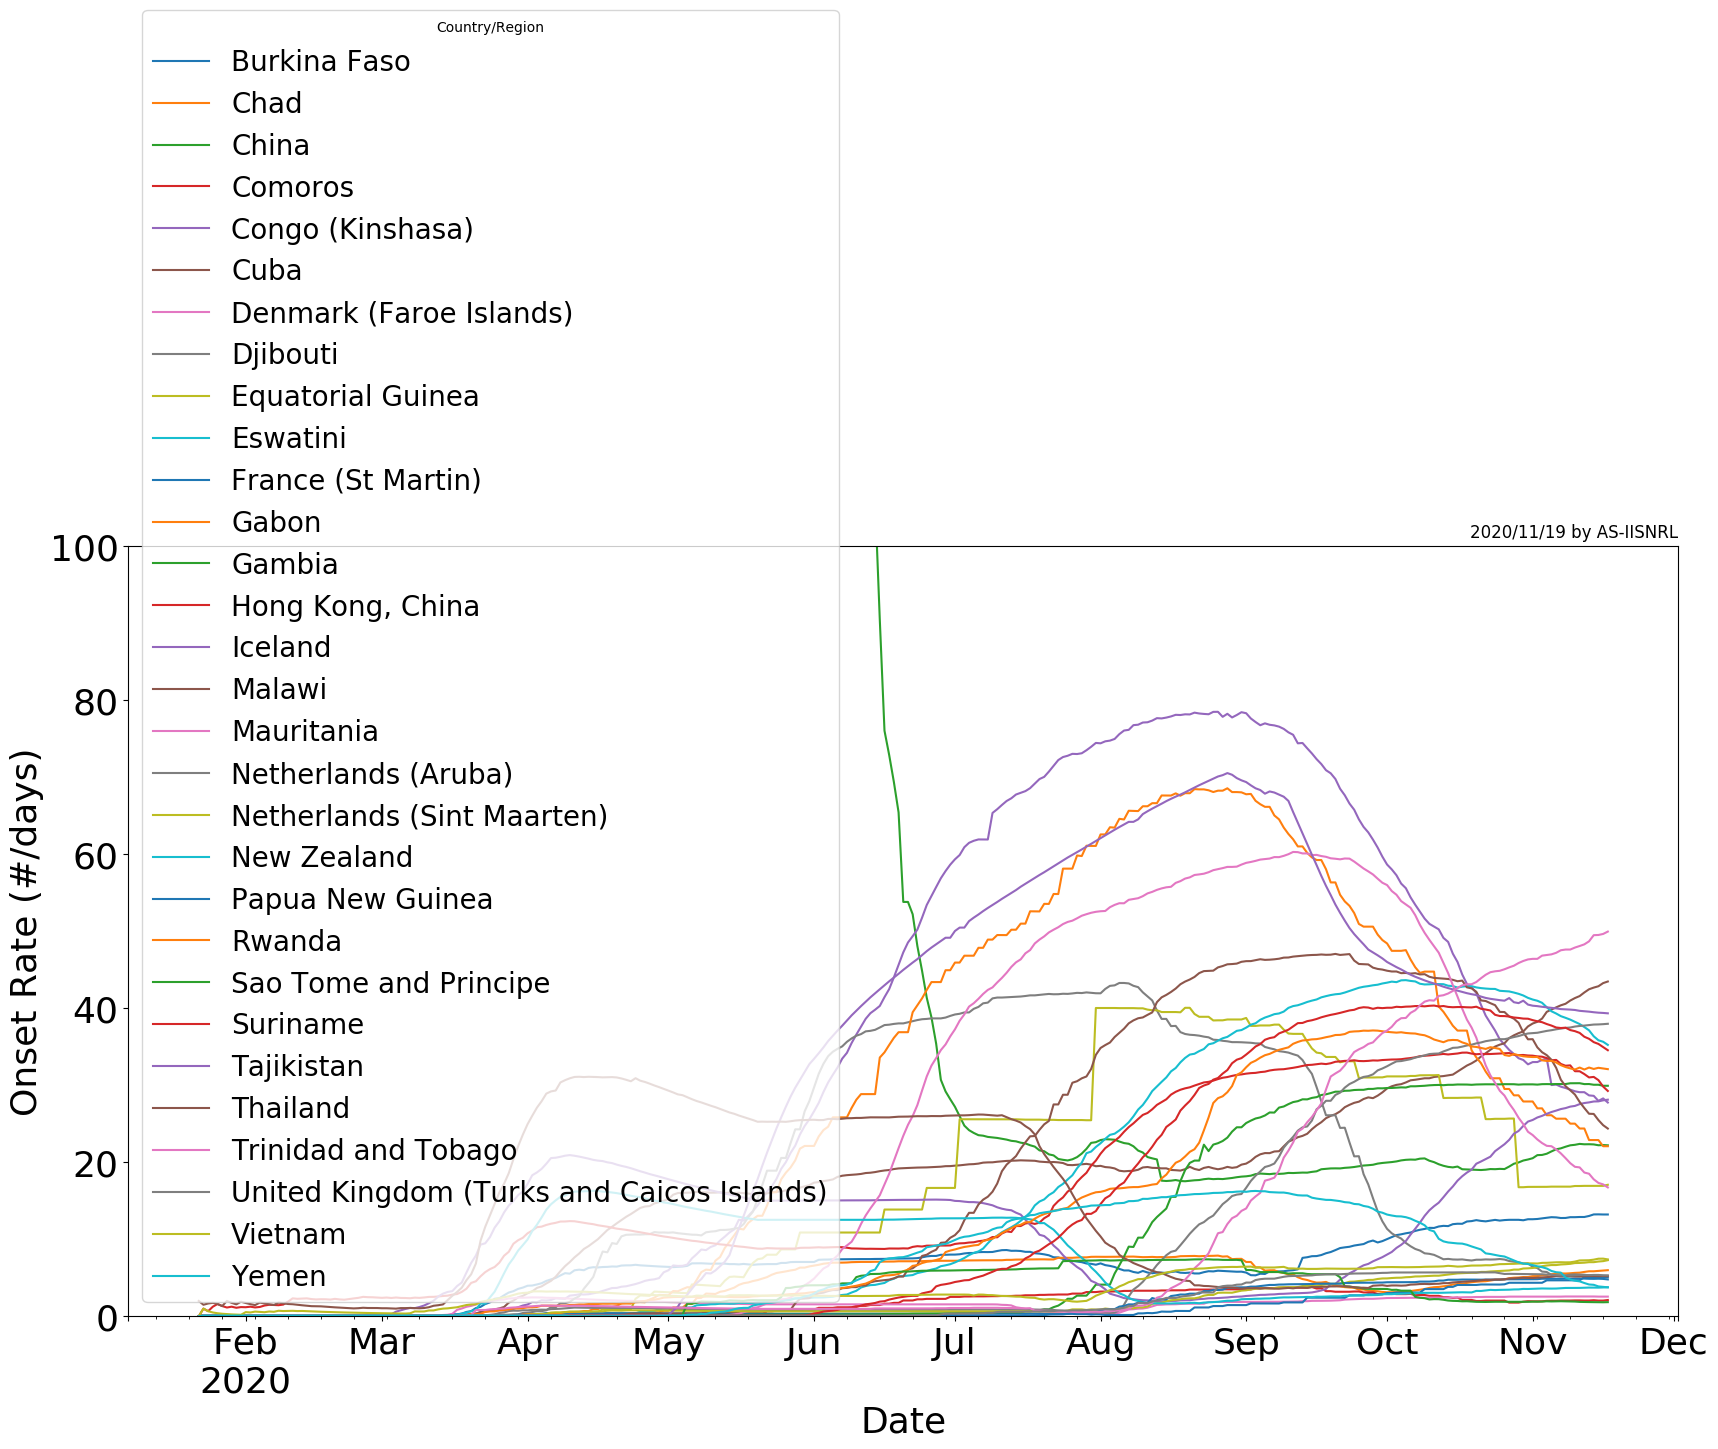 Country/Region
Burkina Faso
Chad
China
Comoros
Congo (Kinshasa)
Cuba
Denmark (Faroe Islands)
Djibouti
Equatorial Guinea
Eswatini
France (St Martin)
Gabon
Gambia
Hong Kong, China
Iceland
Malawi
Mauritania
Netherlands (Aruba)
Netherlands (Sint Maarten)
New Zealand
Papua New Guinea
Rwanda
Sao Tome and Principe
Suriname
Tajikistan
Thailand
Trinidad and Tobago
United Kingdom (Turks and Caicos Islands)
Vietnam
Yemen
2020/11/19 by AS-IISNRL
100
80
60
40
20
0
Onset Rate (#/days)
Feb Mar Apr May Jun Jul Aug Sep Oct Nov Dec
2020
Date